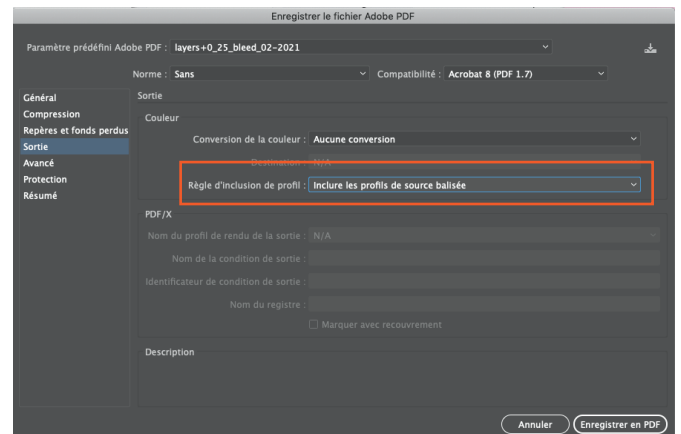 Enregistrer le fichier Adobe PDF
Paramètre prédéfini Adobe PDF : layers+0_25_bleed_02-2021
Norme : Sans Compatibilité : Acrobat 8 (PDF 1.7)
Général
Compression
Repères et fonds perdus
Sortie
Avancé
Protection
Résumé
Sortie
Couleur
Conversion de la couleur : Aucune conversion
Destination : N/A
Règle d'inclusion de profil : Inclure les profils de source balisée
PDF/X
Nom du profil de rendu de la sortie : N/A
Nom de la condition de sortie :
Identificateur de condition de sortie :
Nom du registre :
Marquer avec recouvrement
Description
Annuler Enregistrer en PDF